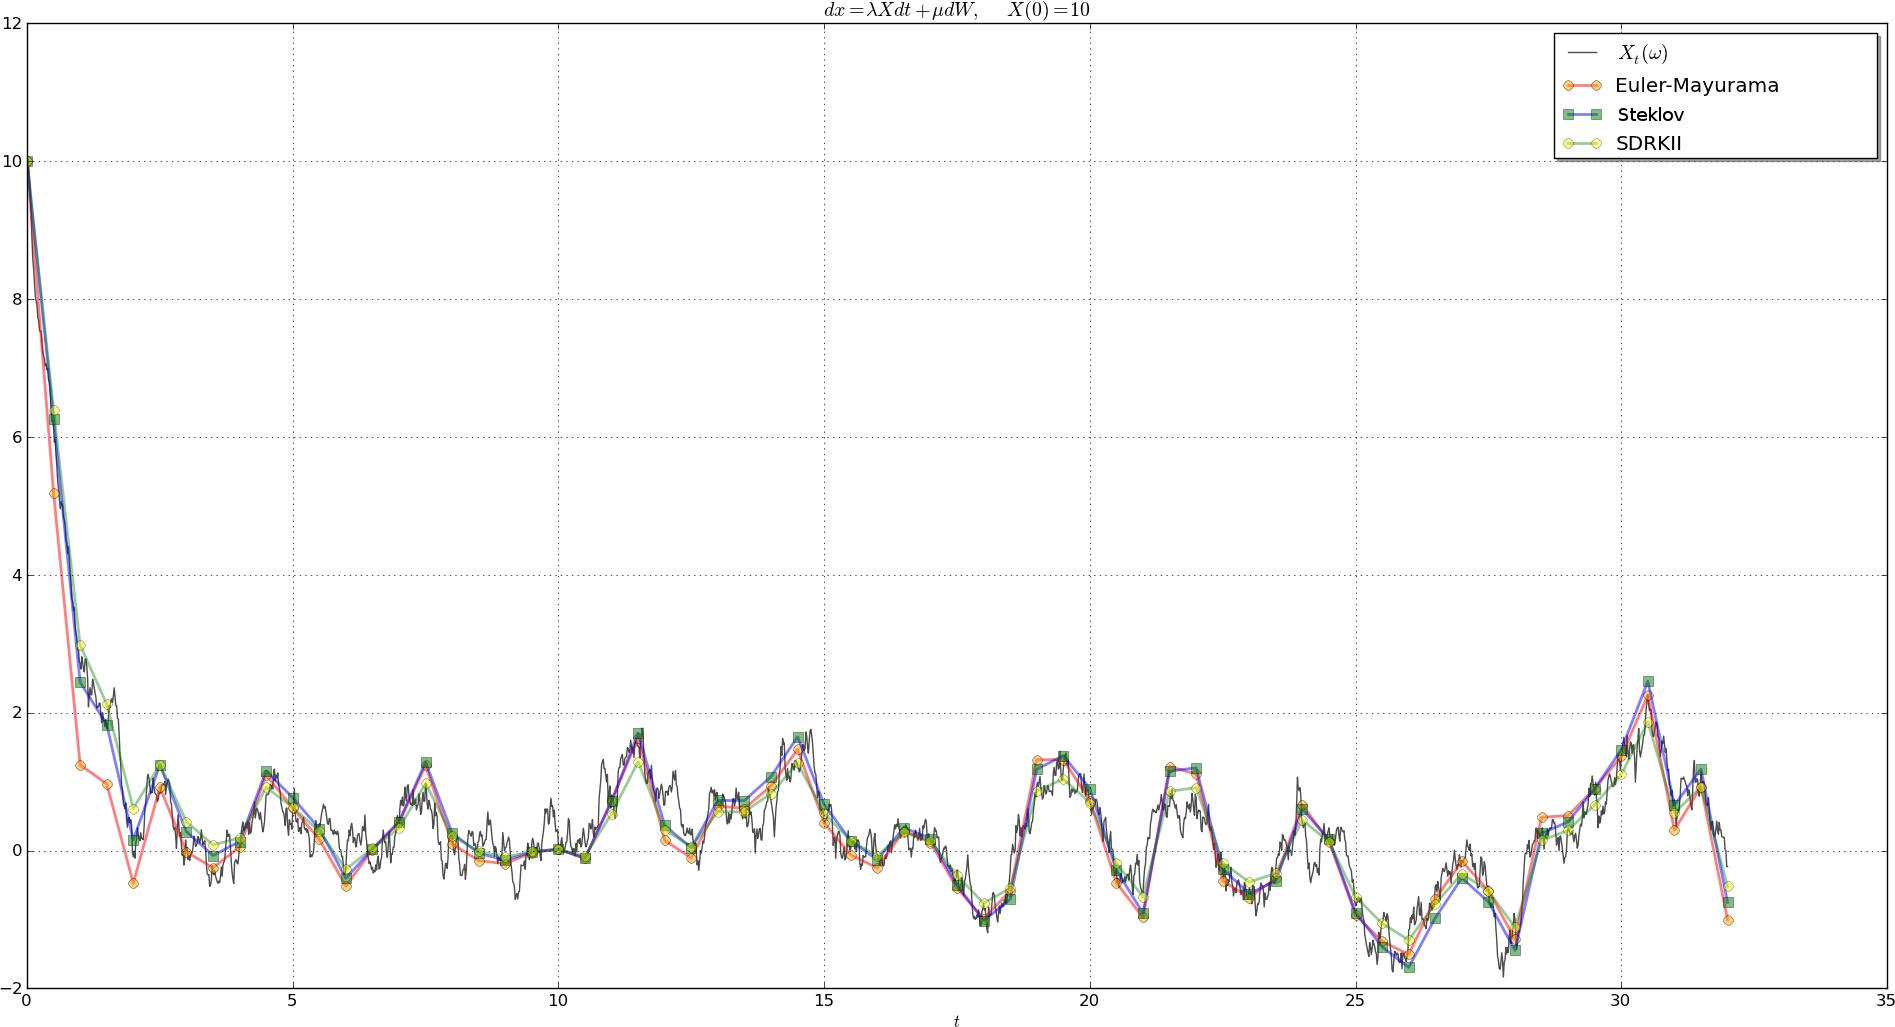 dx = λXdt + μdW,    X(0) = 10
12
10
8
6
4
2
0
−2
X_t(ω)
Euler-Mayurama
Steklov
SDRKII
0 5 10 15 20 25 30 35
t